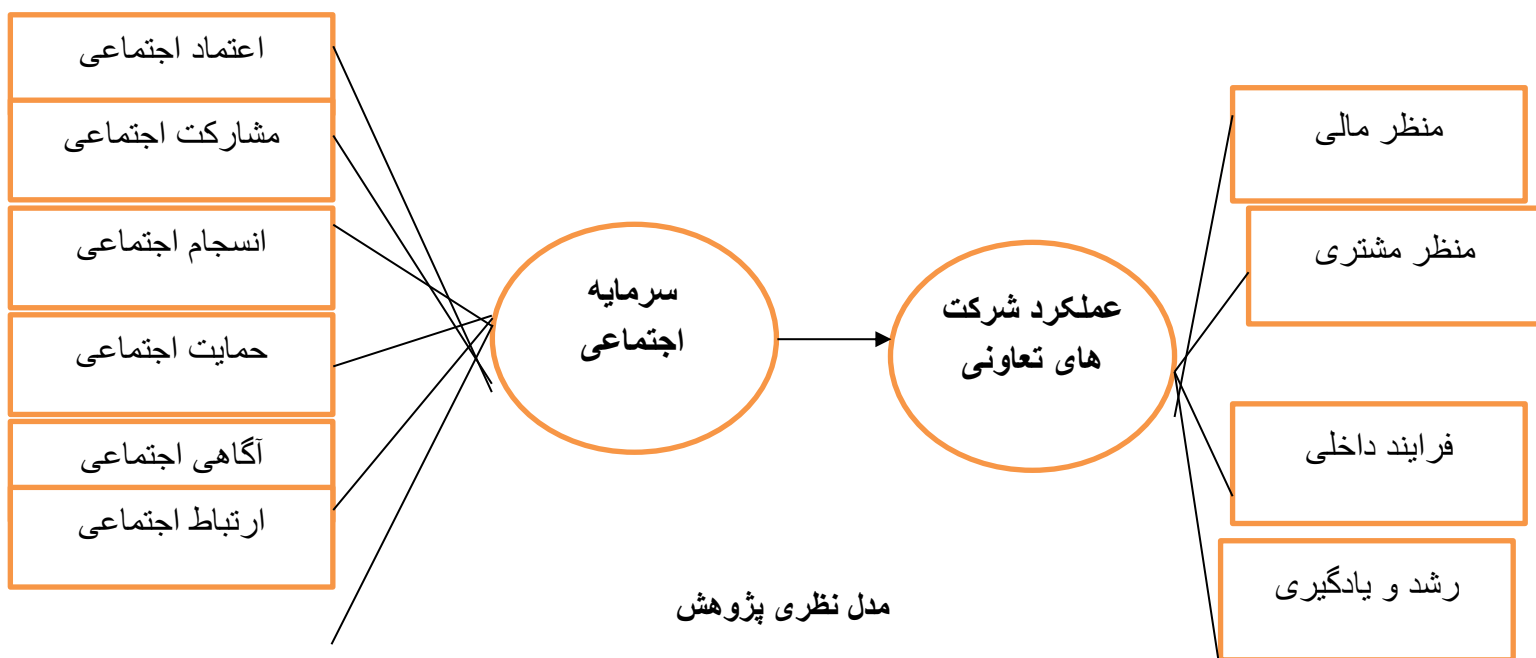 اعتماد اجتماعی
مشارکت اجتماعی
انسجام اجتماعی
حمایت اجتماعی
آگاهی اجتماعی
ارتباط اجتماعی
سرمایه
اجتماعی
عملکرد شرکت
های تعاونی
منظر مالی
منظر مشتری
فرایند داخلی
رشد و یادگیری
مدل نظری پژوهش